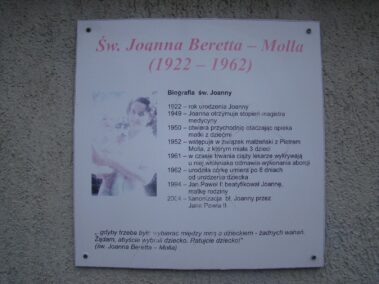 Św. Joanna Beretta – Molla
(1922 – 1962)
Biografia św. Joanny
1922 – rok urodzenia Joanny
1949 – Joanna otrzymuje stopień magistra
medycyny
1950 – otwiera przychodnię otaczając opieką
matki z dziećmi
1952 – wstępuje w związek małżeński z Pietrem
Molla, z którym miała 3 dzieci
1961 – w czasie trwania ciąży lekarze wykrywają
u niej włókniaka odmawia wykonania aborcji
1962 – urodziła córkę umiera po 8 dniach
od urodzenia dziecka
1994 – Jan Paweł II beatyfikował Joannę,
matkę rodziny
2004 – kanonizacja bł. Joanny przez
Jana Pawła II
„ gdyby trzeba było wybierać między mną a dzieckiem - żadnych wahań.
Żądam, abyście wybrali dziecko. Ratujcie dziecko!"
(św. Joanna Beretta – Molla)